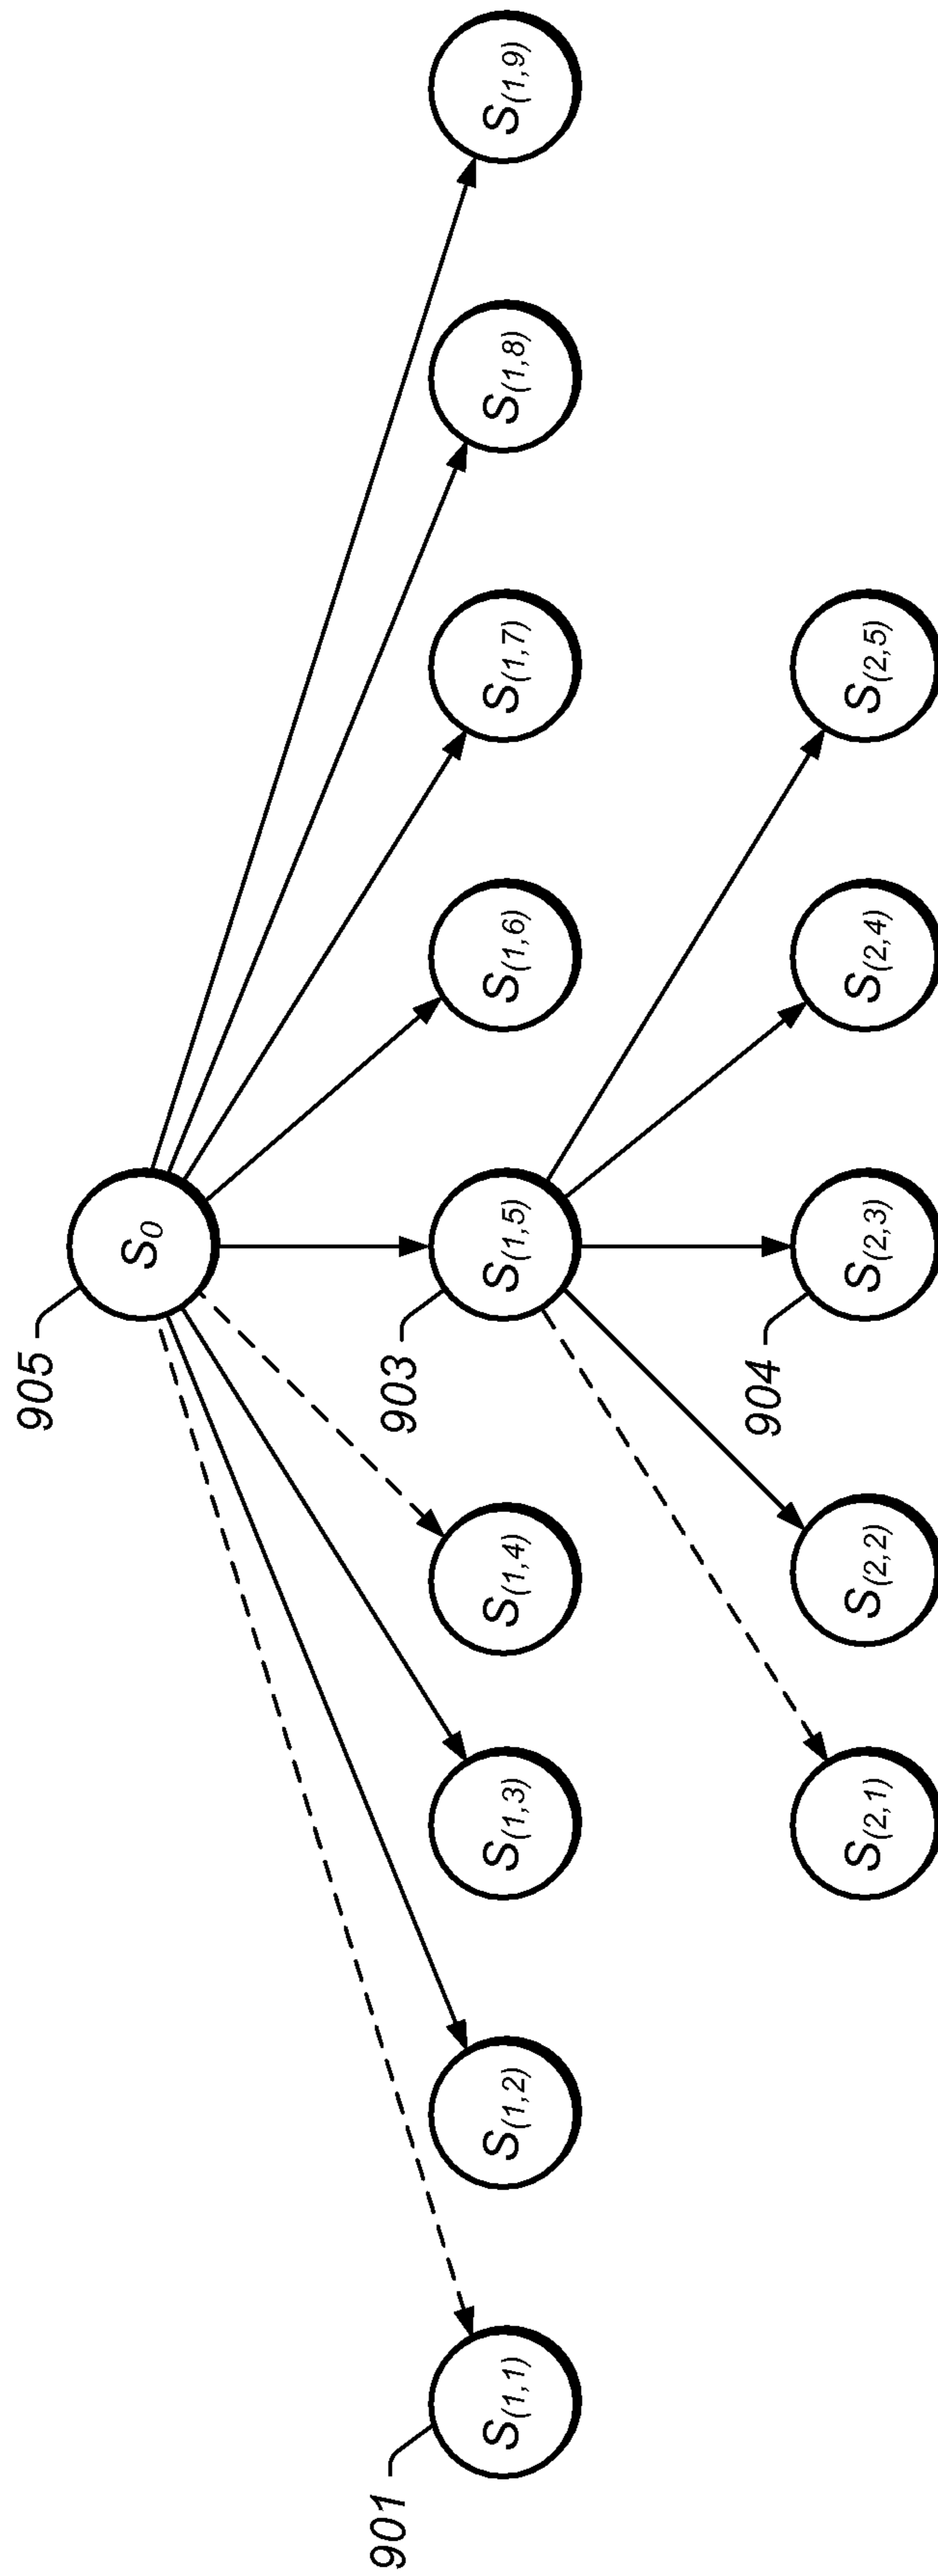 905
S0
901
S(1,1)
S(1,2)
S(1,3)
S(1,4)
903
S(1,5)
S(1,6)
S(1,7)
S(1,8)
S(1,9)
S(2,1)
S(2,2)
904
S(2,3)
S(2,4)
S(2,5)